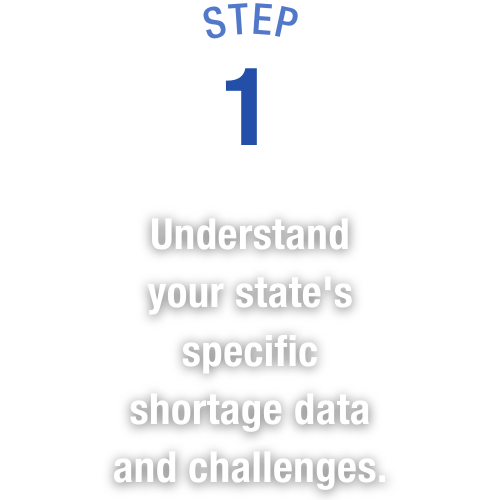 STEP
1
Understand
your state's
specific
shortage data
and challenges.